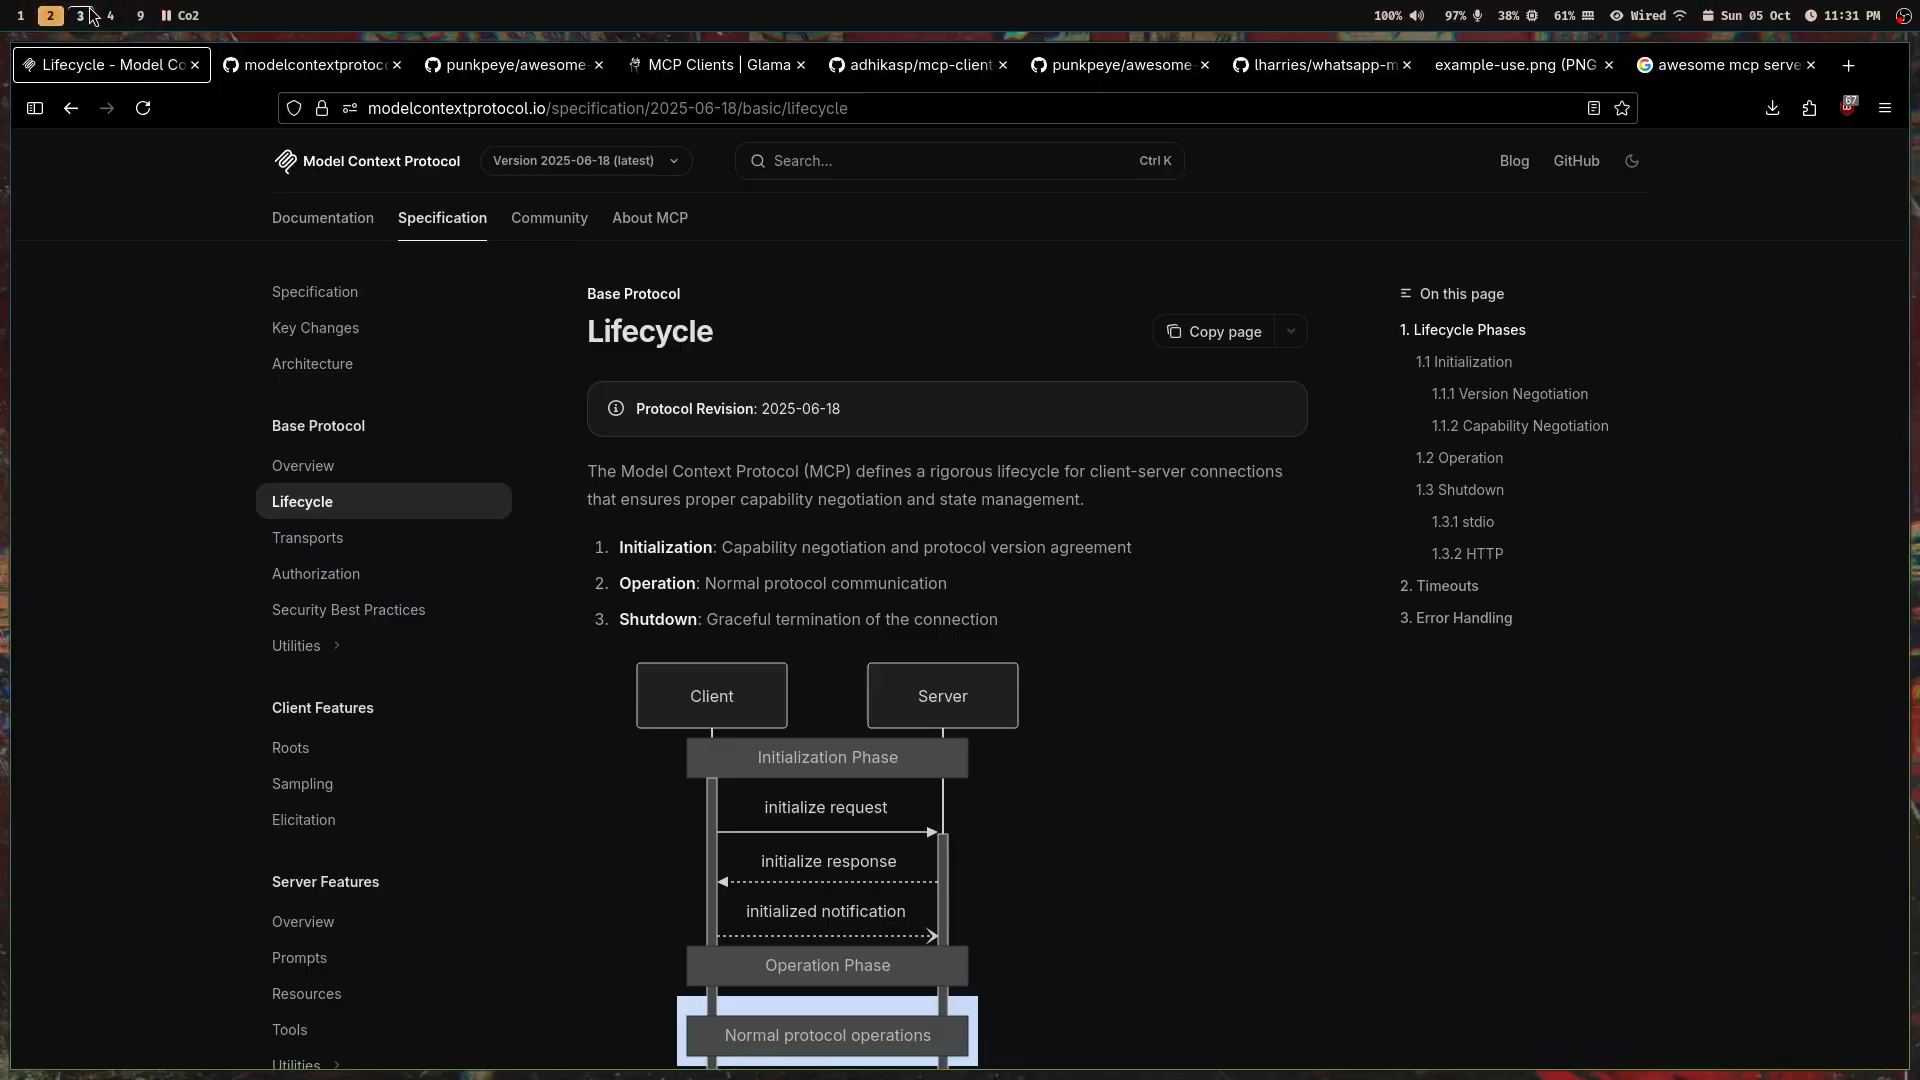 1 2 3 4 9 Co2 100% 97% 38% 61% Wired Sun 05 Oct 11:31 PM
Lifecycle - Model Co modelcontextprotoc punkpeye/awesome- MCP Clients | Glama adhikasp/mcp-client punkpeye/awesome- lharries/whatsapp-m example-use.png (PNG awesome mcp serve
modelcontextprotocol.io/specification/2025-06-18/basic/lifecycle 67
Model Context Protocol Version 2025-06-18 (latest) Search... Ctrl K Blog GitHub
Documentation Specification Community About MCP
Specification
Key Changes
Architecture
Base Protocol
Overview
Lifecycle
Transports
Authorization
Security Best Practices
Utilities
Client Features
Roots
Sampling
Elicitation
Server Features
Overview
Prompts
Resources
Tools
Utilities
Base Protocol
Lifecycle
Copy page
Protocol Revision: 2025-06-18
The Model Context Protocol (MCP) defines a rigorous lifecycle for client-server connections
that ensures proper capability negotiation and state management.
1. Initialization: Capability negotiation and protocol version agreement
2. Operation: Normal protocol communication
3. Shutdown: Graceful termination of the connection
Client Server
Initialization Phase
initialize request
initialize response
initialized notification
Operation Phase
Normal protocol operations
On this page
1. Lifecycle Phases
1.1 Initialization
1.1.1 Version Negotiation
1.1.2 Capability Negotiation
1.2 Operation
1.3 Shutdown
1.3.1 stdio
1.3.2 HTTP
2. Timeouts
3. Error Handling